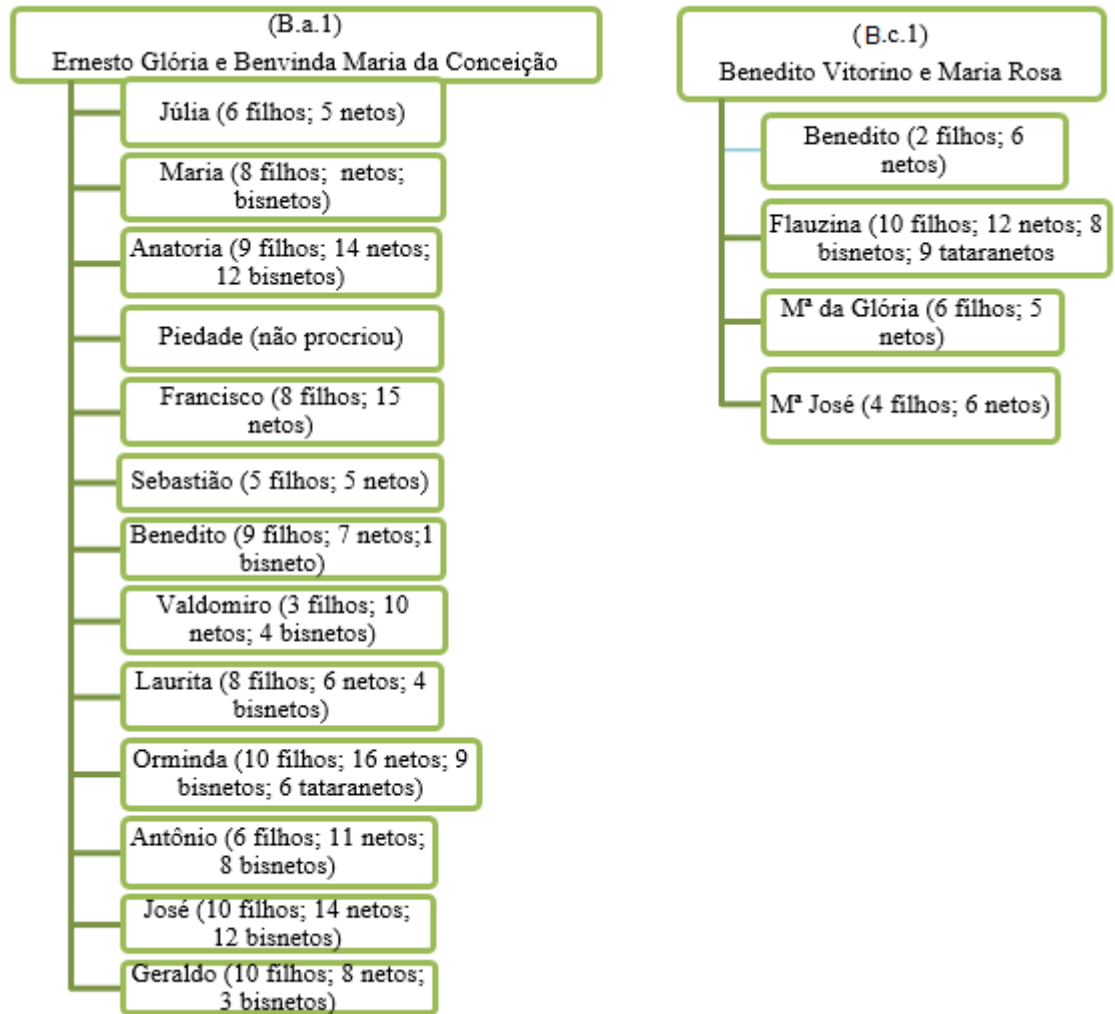 (B.a.1)
Ernesto Glória e Benvinda Maria da Conceição
Júlia (6 filhos; 5 netos)
Maria (8 filhos;  netos;
bisnetos)
Anatoria (9 filhos; 14 netos;
12 bisnetos)
Piedade (não procriou)
Francisco (8 filhos; 15
netos)
Sebastião (5 filhos; 5 netos)
Benedito (9 filhos; 7 netos;1
bisneto)
Valdomiro (3 filhos; 10
netos; 4 bisnetos)
Laurita (8 filhos; 6 netos; 4
bisnetos)
Orminda (10 filhos; 16 netos; 9
bisnetos; 6 tataranetos)
Antônio (6 filhos; 11 netos;
8 bisnetos)
José (10 filhos; 14 netos;
12 bisnetos)
Geraldo (10 filhos; 8 netos;
3 bisnetos)
(B.c.1)
Benedito Vitorino e Maria Rosa
Benedito (2 filhos; 6
netos)
Flauzina (10 filhos; 12 netos; 8
bisnetos; 9 tataranetos
Mª da Glória (6 filhos; 5
netos)
Mª José (4 filhos; 6 netos)